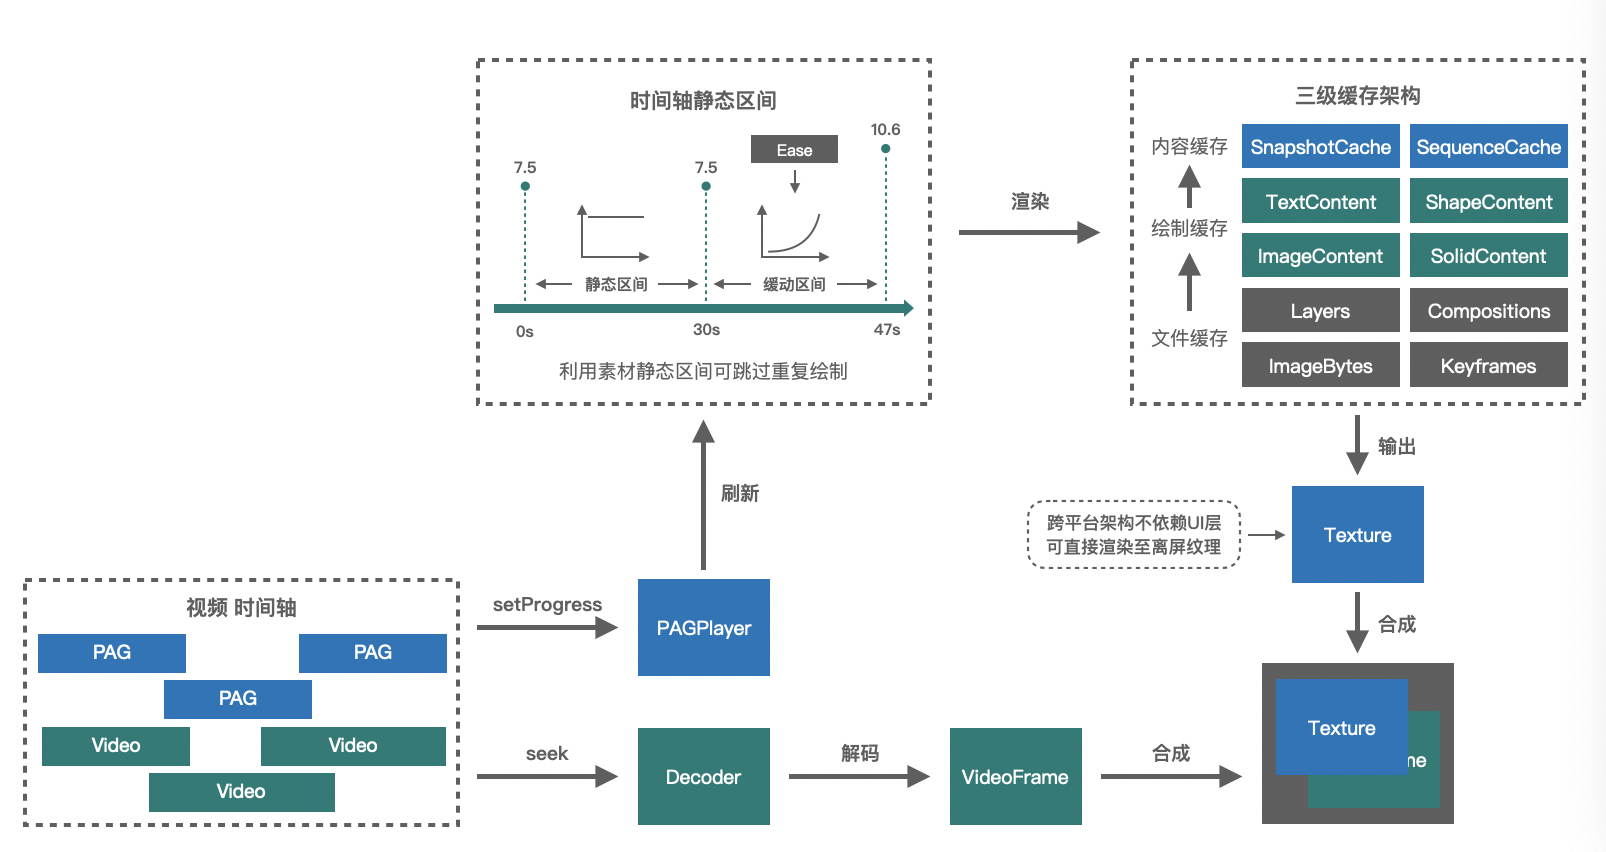 时间轴静态区间
7.5
7.5
Ease
10.6
静态区间
缓动区间
0s
30s
47s
利用素材静态区间可跳过重复绘制
渲染
三级缓存架构
内容缓存
SnapshotCache
SequenceCache
TextContent
ShapeContent
绘制缓存
ImageContent
SolidContent
Layers
Compositions
文件缓存
ImageBytes
Keyframes
刷新
输出
跨平台架构不依赖UI层
可直接渲染至离屏纹理
Texture
合成
视频 时间轴
PAG
PAG
PAG
Video
Video
Video
setProgress
PAGPlayer
seek
Decoder
解码
VideoFrame
合成
Texture
me